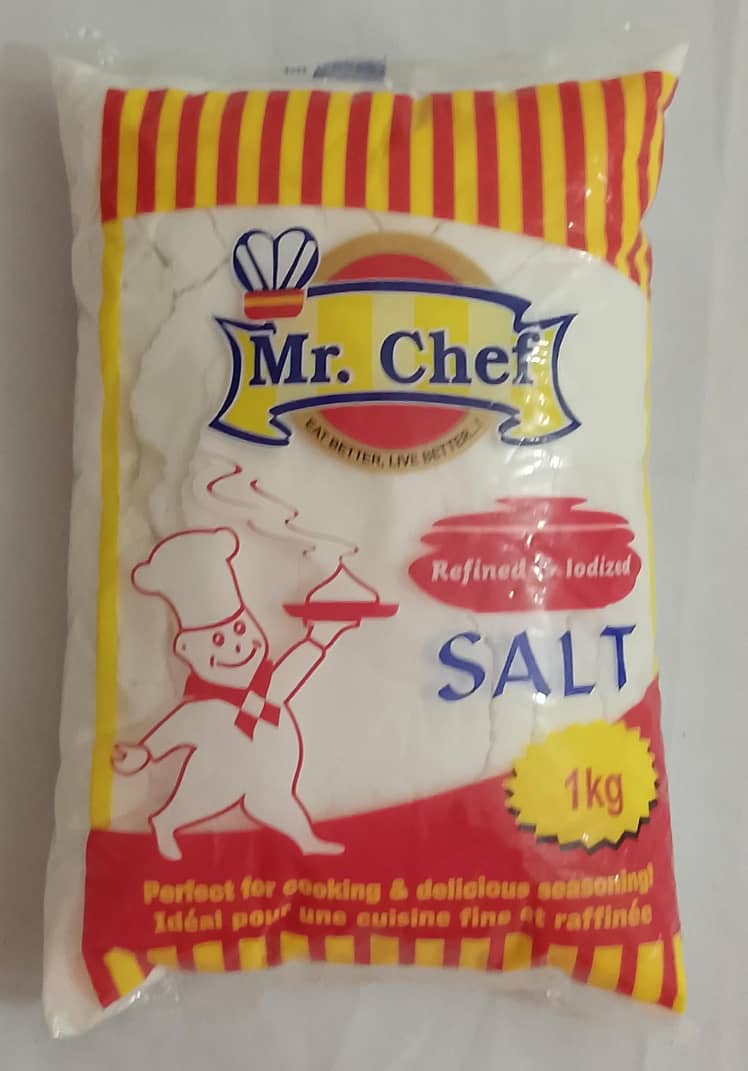 Mr. Chef
EAT BETTER, LIVE BETTER...!
Refined & Iodized
SALT
1kg
Perfect for cooking & delicious seasoning!
Idéal pour une cuisine fine et raffinée